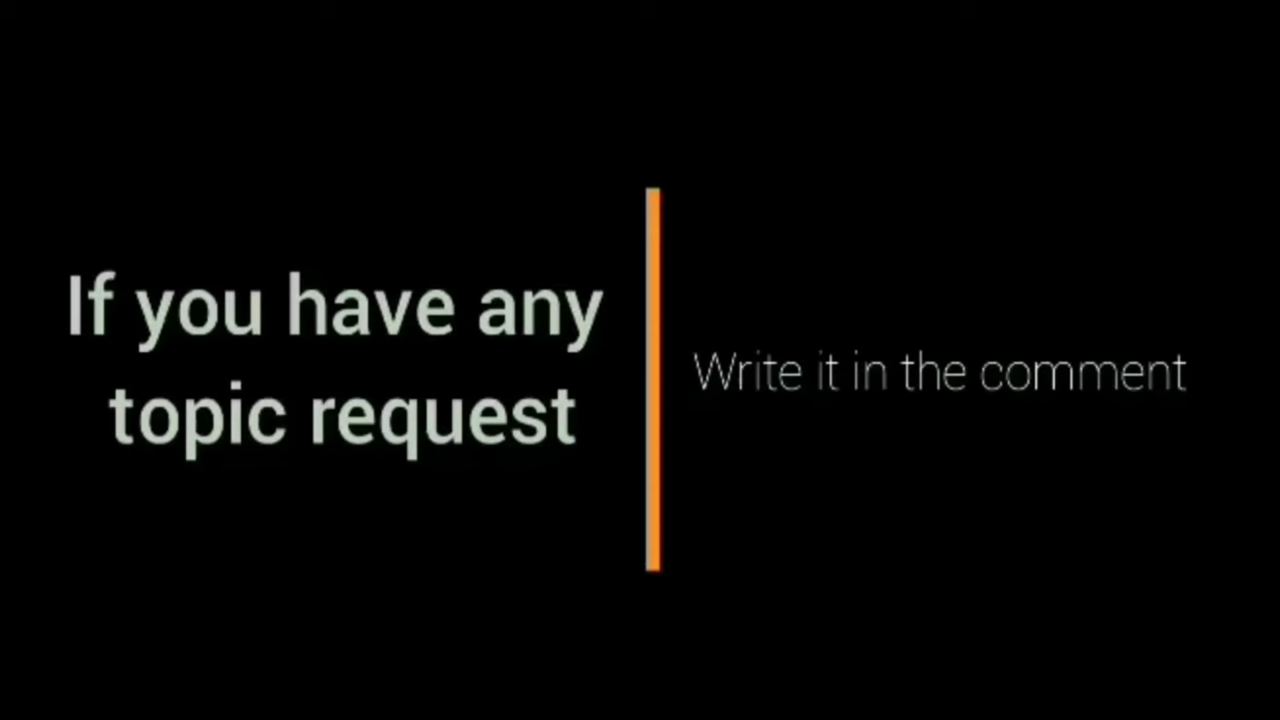 If you have any
topic request
Write it in the comment